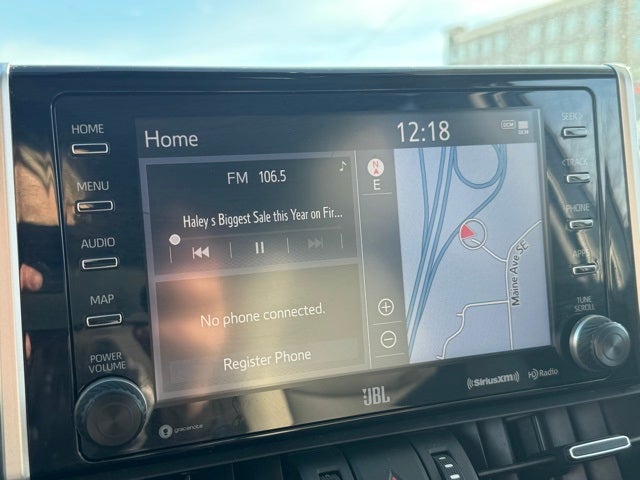 HOME
MENU
AUDIO
MAP
POWER
VOLUME
Home
12:18
DCM
DCM
FM 106.5
Haley s Biggest Sale this Year on Fir...
No phone connected.
Register Phone
N
E
Maine Ave SE
SEEK >
< TRACK
PHONE
APPS
TUNE
SCROLL
gracenote
JBL
SiriusXM
HD Radio